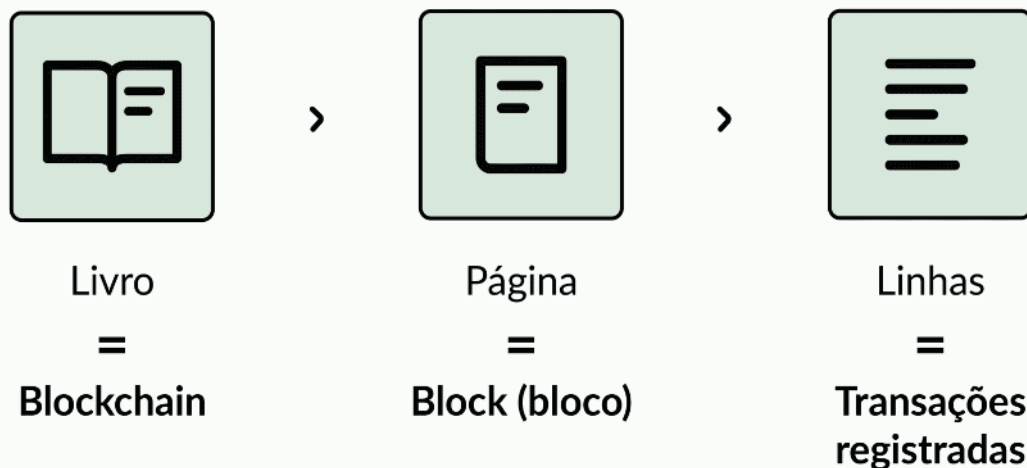 Livro
=
Blockchain
Página
=
Block (bloco)
Linhas
=
Transações
registradas